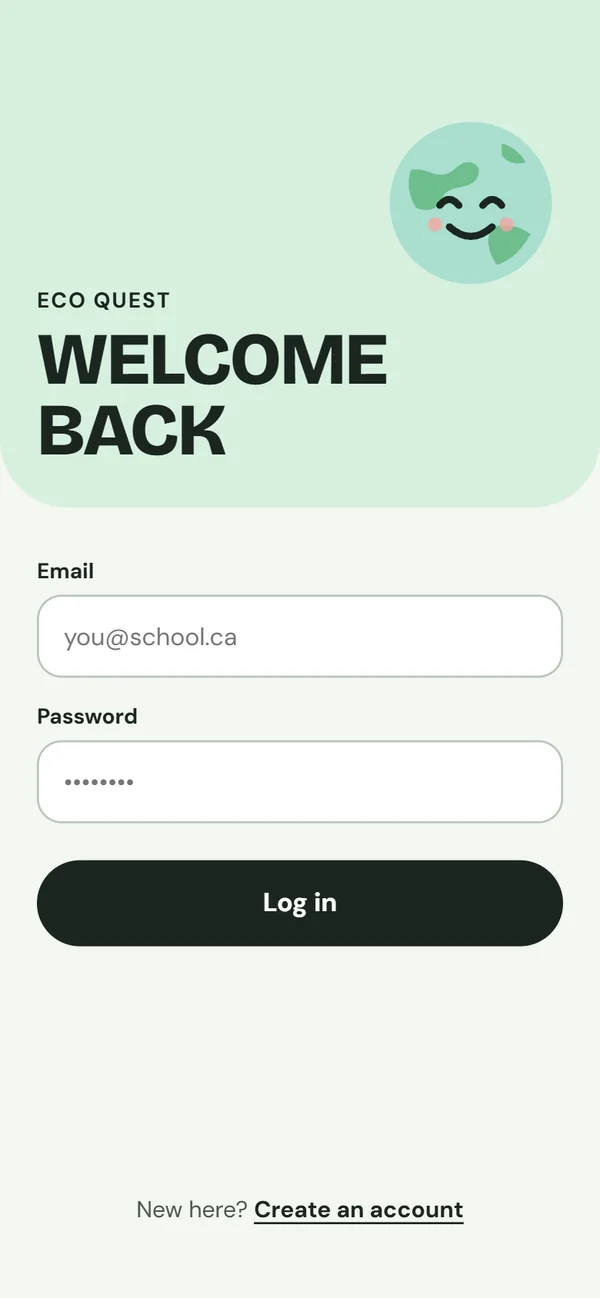 ECO QUEST
WELCOME
BACK
Email
you@school.ca
Password
••••••••
Log in
New here? Create an account